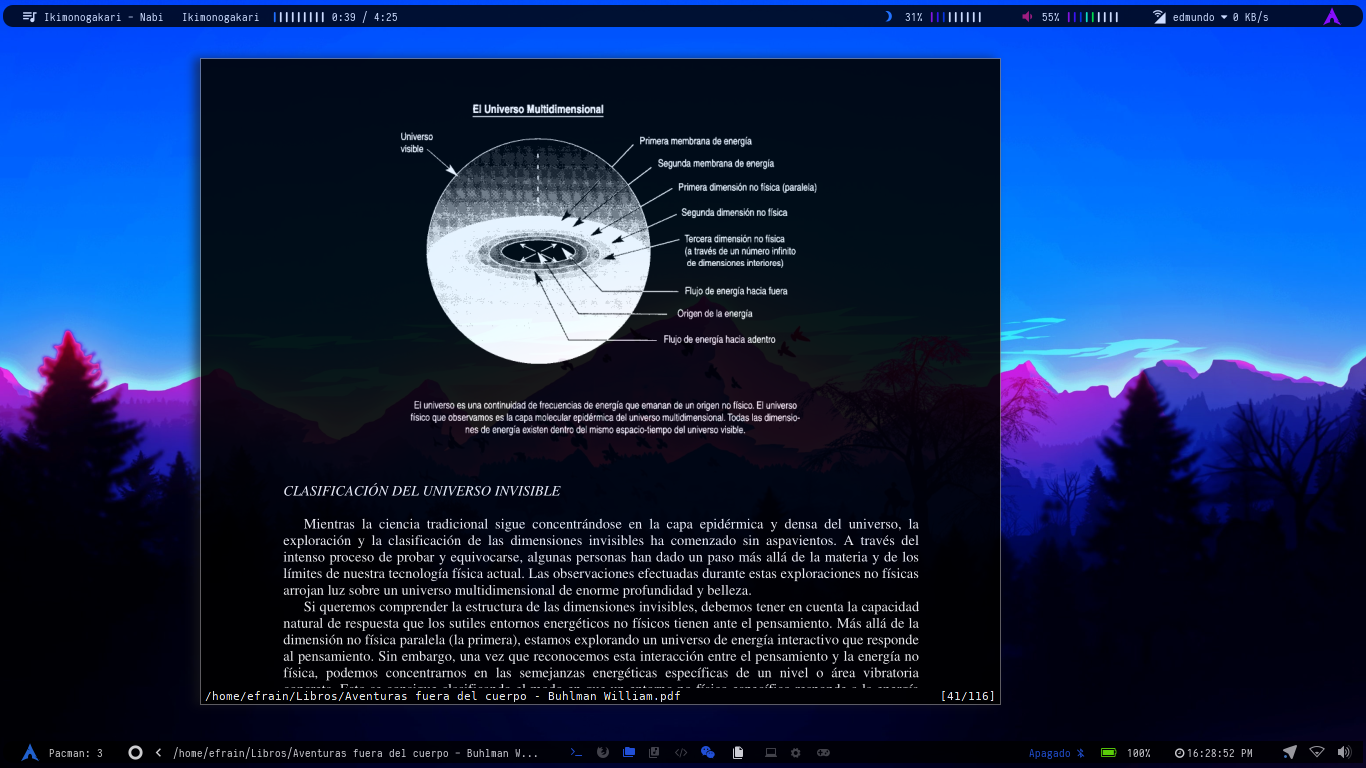 Ikimonogakari - Nabi Ikimonogakari 0:39 / 4:25 31% 55% edmundo 0 KB/s
El Universo Multidimensional
Universo
visible
Primera membrana de energía
Segunda membrana de energía
Primera dimensión no física (paralela)
Segunda dimensión no física
Tercera dimensión no física
(a través de un número infinito
de dimensiones interiores)
Flujo de energía hacia fuera
Origen de la energía
Flujo de energía hacia adentro
El universo es una continuidad de frecuencias de energía que emanan de un origen no físico. El universo
físico que observamos es la capa molecular epidérmica del universo multidimensional. Todas las dimensio-
nes de energía existen dentro del mismo espacio-tiempo del universo visible.
CLASIFICACIÓN DEL UNIVERSO INVISIBLE
Mientras la ciencia tradicional sigue concentrándose en la capa epidérmica y densa del universo, la
exploración y la clasificación de las dimensiones invisibles ha comenzado sin aspavientos. A través del
intenso proceso de probar y equivocarse, algunas personas han dado un paso más allá de la materia y de los
límites de nuestra tecnología física actual. Las observaciones efectuadas durante estas exploraciones no físicas
arrojan luz sobre un universo multidimensional de enorme profundidad y belleza.
Si queremos comprender la estructura de las dimensiones invisibles, debemos tener en cuenta la capacidad
natural de respuesta que los sutiles entornos energéticos no físicos tienen ante el pensamiento. Más allá de la
dimensión no física paralela (la primera), estamos explorando un universo de energía interactivo que responde
al pensamiento. Sin embargo, una vez que reconocemos esta interacción entre el pensamiento y la energía no
física, podemos concentrarnos en las semejanzas energéticas específicas de un nivel o área vibratoria
/home/efrain/Libros/Aventuras fuera del cuerpo - Buhlman William.pdf [41/116]
Pacman: 3 /home/efrain/Libros/Aventuras fuera del cuerpo - Buhlman W... Apagado 100% 16:28:52 PM